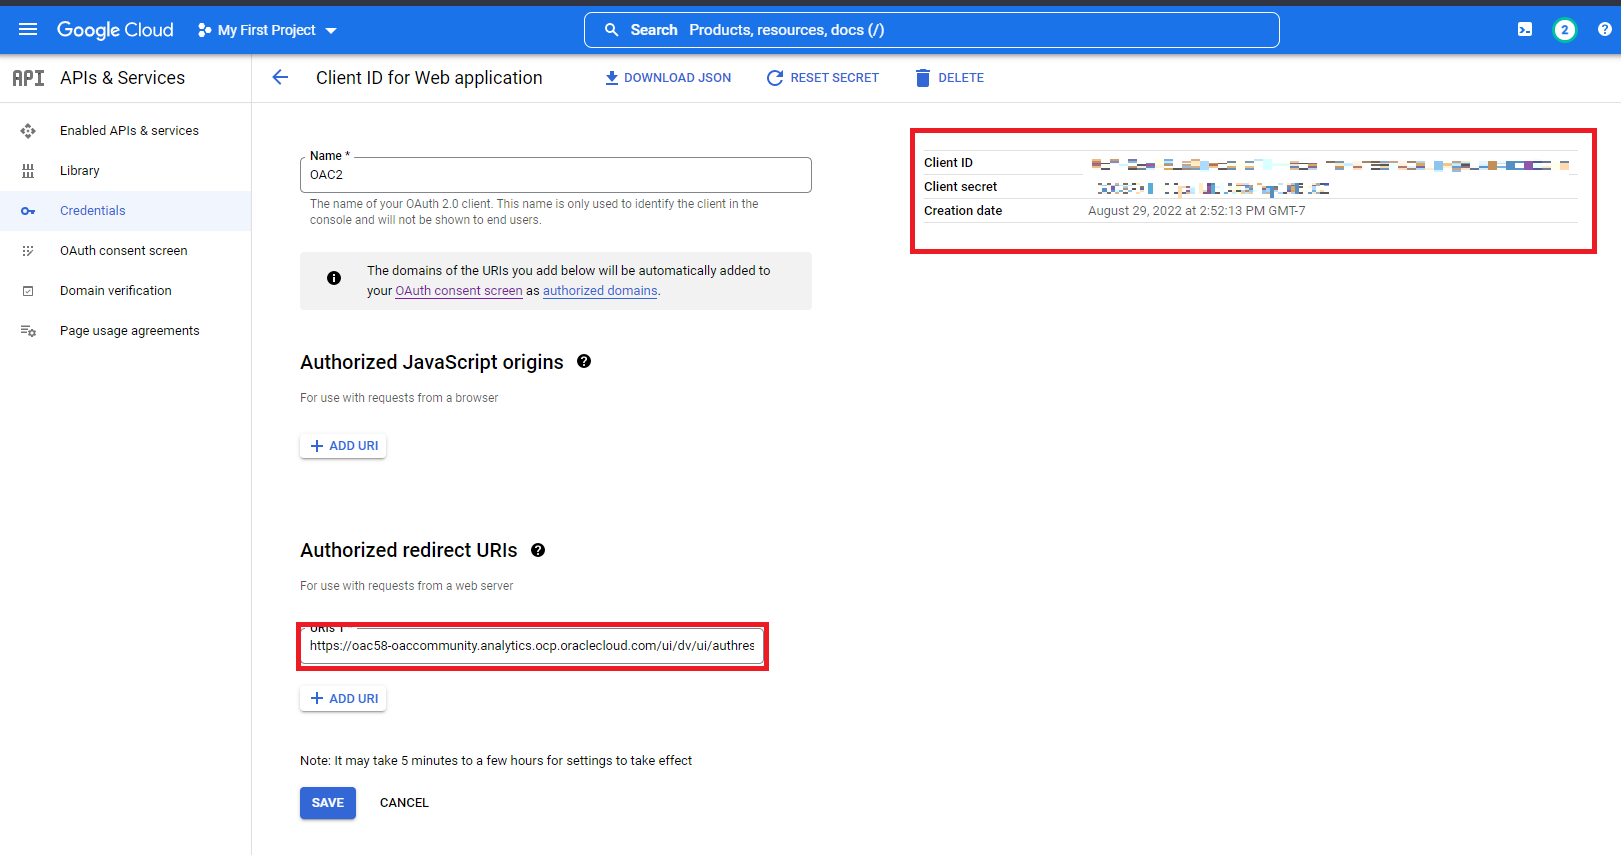 Google Cloud
My First Project
Search Products, resources, docs (/)
2
API APIs & Services
Client ID for Web application
DOWNLOAD JSON
RESET SECRET
DELETE
Enabled APIs & services
Library
Credentials
OAuth consent screen
Domain verification
Page usage agreements
Name *
OAC2
The name of your OAuth 2.0 client. This name is only used to identify the client in the
console and will not be shown to end users.
The domains of the URIs you add below will be automatically added to
your OAuth consent screen as authorized domains.
Client ID
Client secret
Creation date August 29, 2022 at 2:52:13 PM GMT-7
Authorized JavaScript origins
For use with requests from a browser
ADD URI
Authorized redirect URIs
For use with requests from a web server
URIs 1
https://oac58-oaccommunity.analytics.ocp.oraclecloud.com/ui/dv/ui/authres
ADD URI
Note: It may take 5 minutes to a few hours for settings to take effect
SAVE
CANCEL